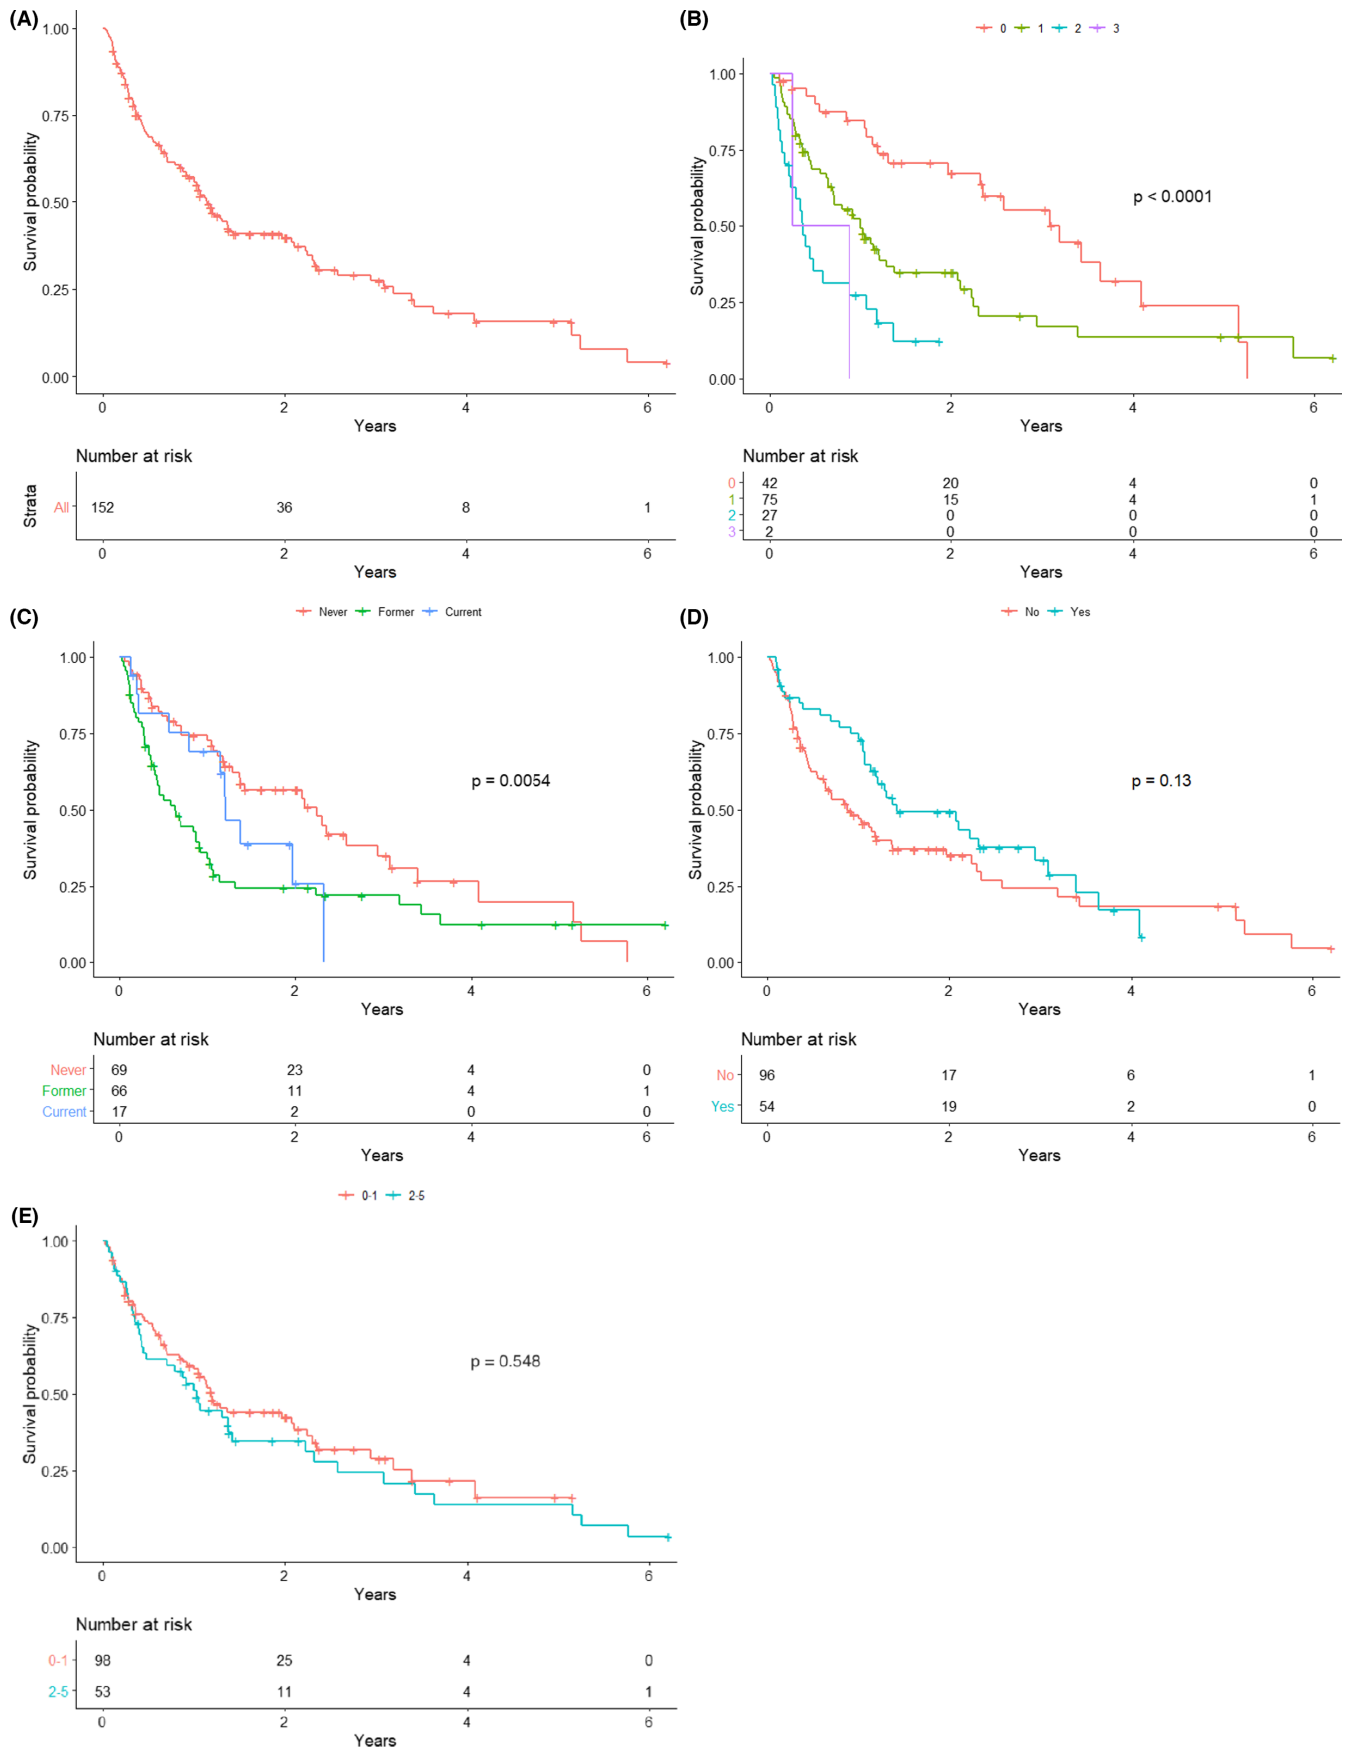 (A)
1.00
0.75
0.50
0.25
0.00
Survival probability
0 2 4 6
Years
Number at risk
Strata
All 152 36 8 1
0 2 4 6
Years
(B)
0 1 2 3
1.00
0.75
0.50
0.25
0.00
Survival probability
p < 0.0001
0 2 4 6
Years
Number at risk
0 42 20 4 0
1 75 15 4 1
2 27 0 0 0
3 2 0 0 0
0 2 4 6
Years
(C)
Never Former Current
1.00
0.75
0.50
0.25
0.00
Survival probability
p = 0.0054
0 2 4 6
Years
Number at risk
Never 69 23 4 0
Former 66 11 4 1
Current 17 2 0 0
0 2 4 6
Years
(D)
No Yes
1.00
0.75
0.50
0.25
0.00
Survival probability
p = 0.13
0 2 4 6
Years
Number at risk
No 96 17 6 1
Yes 54 19 2 0
0 2 4 6
Years
(E)
0-1 2-5
1.00
0.75
0.50
0.25
0.00
Survival probability
p = 0.548
0 2 4 6
Years
Number at risk
0-1 98 25 4 0
2-5 53 11 4 1
0 2 4 6
Years